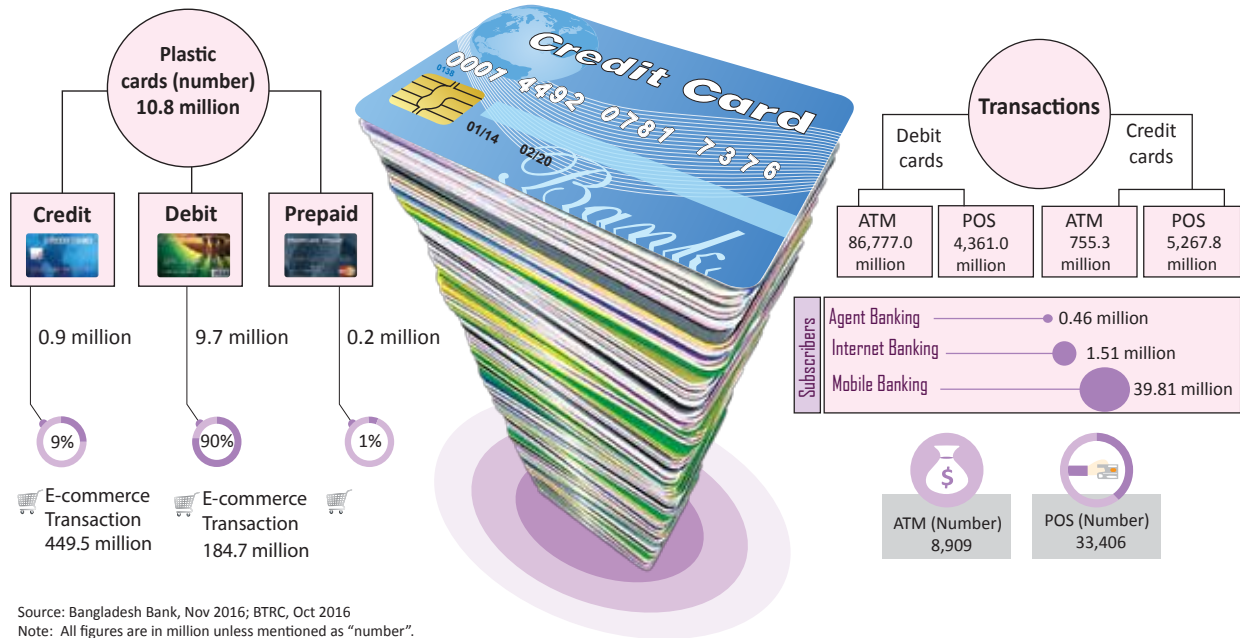 Plastic
cards (number)
10.8 million
Credit
Debit
Prepaid
0.9 million
9.7 million
0.2 million
9%
90%
1%
E-commerce
Transaction
449.5 million
E-commerce
Transaction
184.7 million
Credit Card
0138
0007 4492 0781 7376
01/14
02/20
Bank
Transactions
Debit
cards
Credit
cards
ATM
86,777.0
million
POS
4,361.0
million
ATM
755.3
million
POS
5,267.8
million
Subscribers
Agent Banking
0.46 million
Internet Banking
1.51 million
Mobile Banking
39.81 million
$
ATM (Number)
8,909
POS (Number)
33,406
Source: Bangladesh Bank, Nov 2016; BTRC, Oct 2016
Note: All figures are in million unless mentioned as “number”.